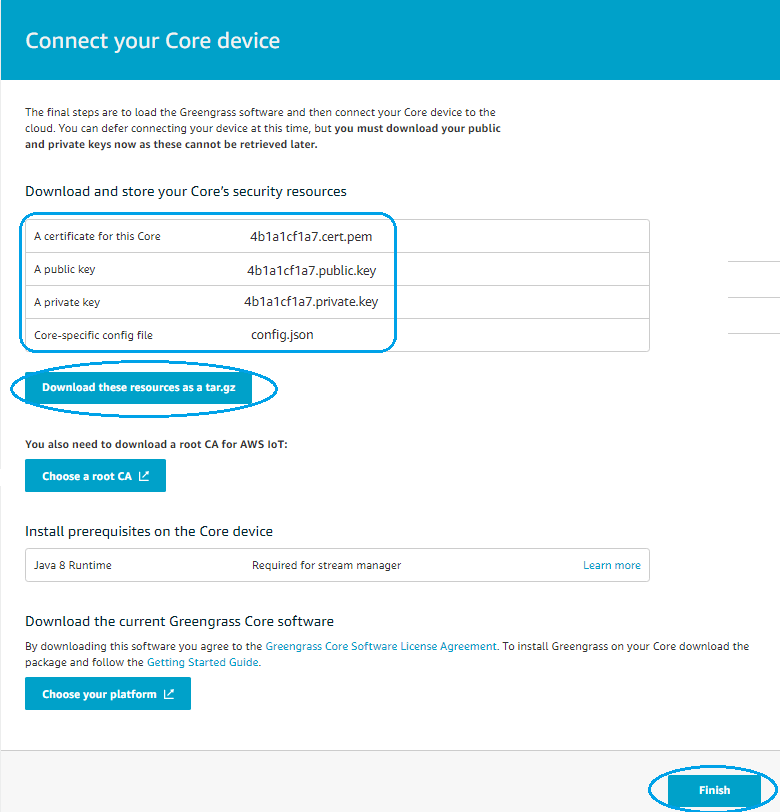 Connect your Core device
The final steps are to load the Greengrass software and then connect your Core device to the
cloud. You can defer connecting your device at this time, but you must download your public
and private keys now as these cannot be retrieved later.
Download and store your Core's security resources
A certificate for this Core 4b1a1cf1a7.cert.pem
A public key 4b1a1cf1a7.public.key
A private key 4b1a1cf1a7.private.key
Core-specific config file config.json
Download these resources as a tar.gz
You also need to download a root CA for AWS IoT:
Choose a root CA
Install prerequisites on the Core device
Java 8 Runtime Required for stream manager Learn more
Download the current Greengrass Core software
By downloading this software you agree to the Greengrass Core Software License Agreement. To install Greengrass on your Core download the
package and follow the Getting Started Guide.
Choose your platform
Finish